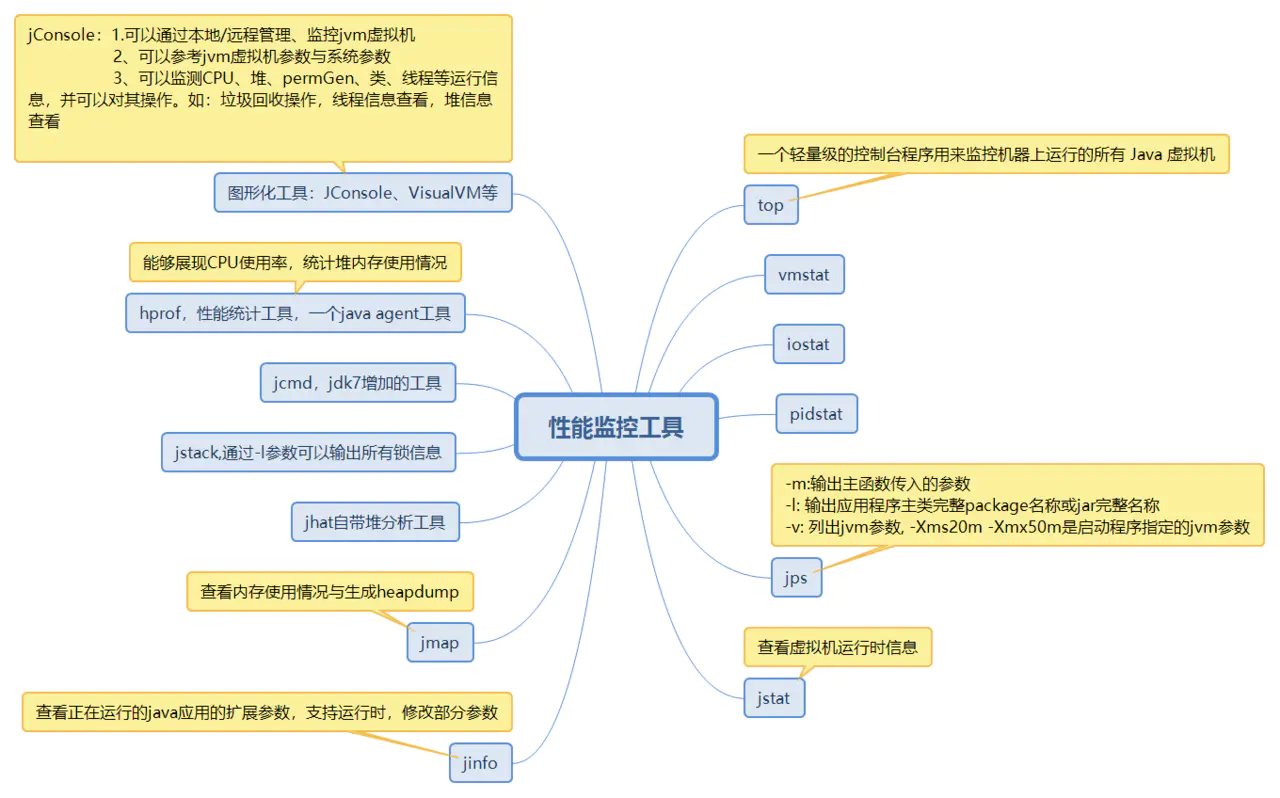 jConsole：1.可以通过本地/远程管理、监控jvm虚拟机
2、可以参考jvm虚拟机参数与系统参数
3、可以监测CPU、堆、permGen、类、线程等运行信
息，并可以对其操作。如：垃圾回收操作，线程信息查看，堆信息
查看
图形化工具：JConsole、VisualVM等
能够展现CPU使用率，统计堆内存使用情况
hprof，性能统计工具，一个java agent工具
jcmd，jdk7增加的工具
jstack,通过-l参数可以输出所有锁信息
jhat自带堆分析工具
查看内存使用情况与生成heapdump
jmap
查看正在运行的java应用的扩展参数，支持运行时，修改部分参数
jinfo
性能监控工具
一个轻量级的控制台程序用来监控机器上运行的所有 Java 虚拟机
top
vmstat
iostat
pidstat
-m:输出主函数传入的参数
-l: 输出应用程序主类完整package名称或jar完整名称
-v: 列出jvm参数, -Xms20m -Xmx50m是启动程序指定的jvm参数
jps
查看虚拟机运行时信息
jstat